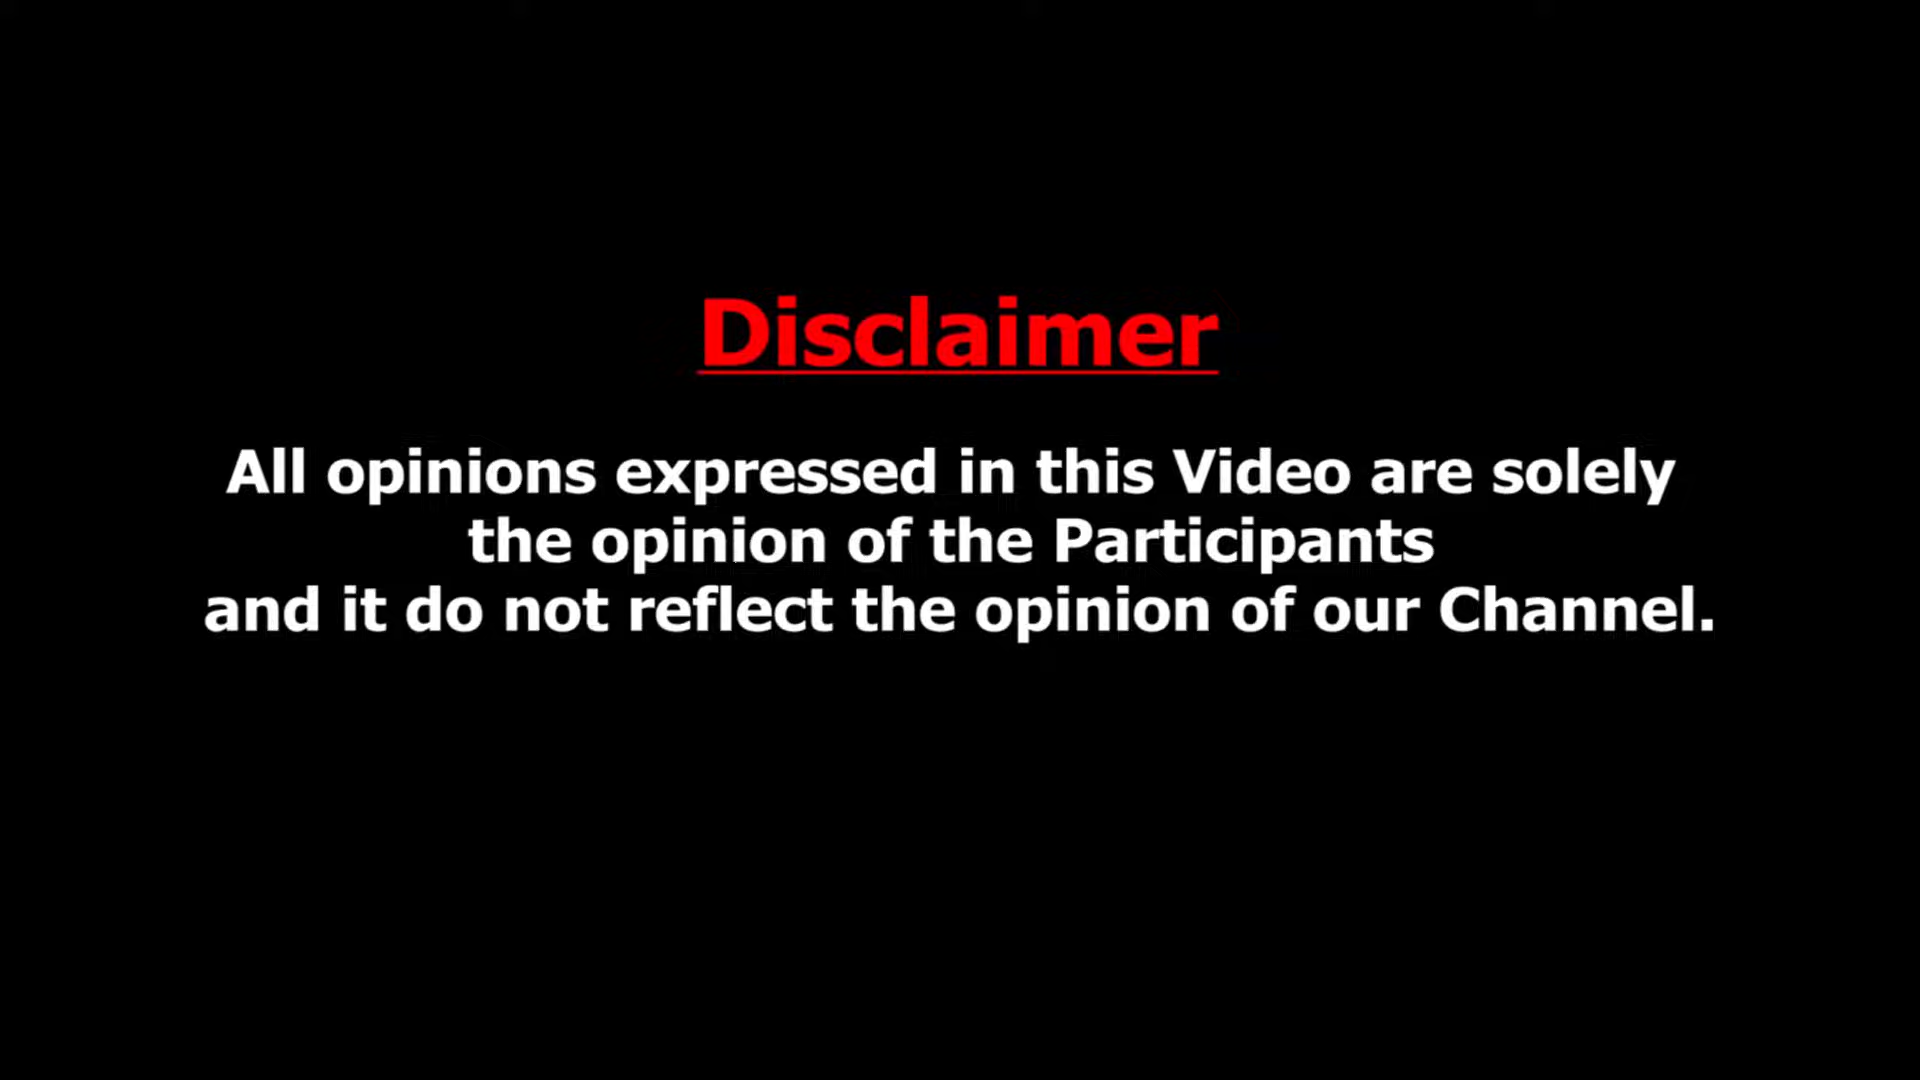 Disclaimer
All opinions expressed in this Video are solely
the opinion of the Participants
and it do not reflect the opinion of our Channel.